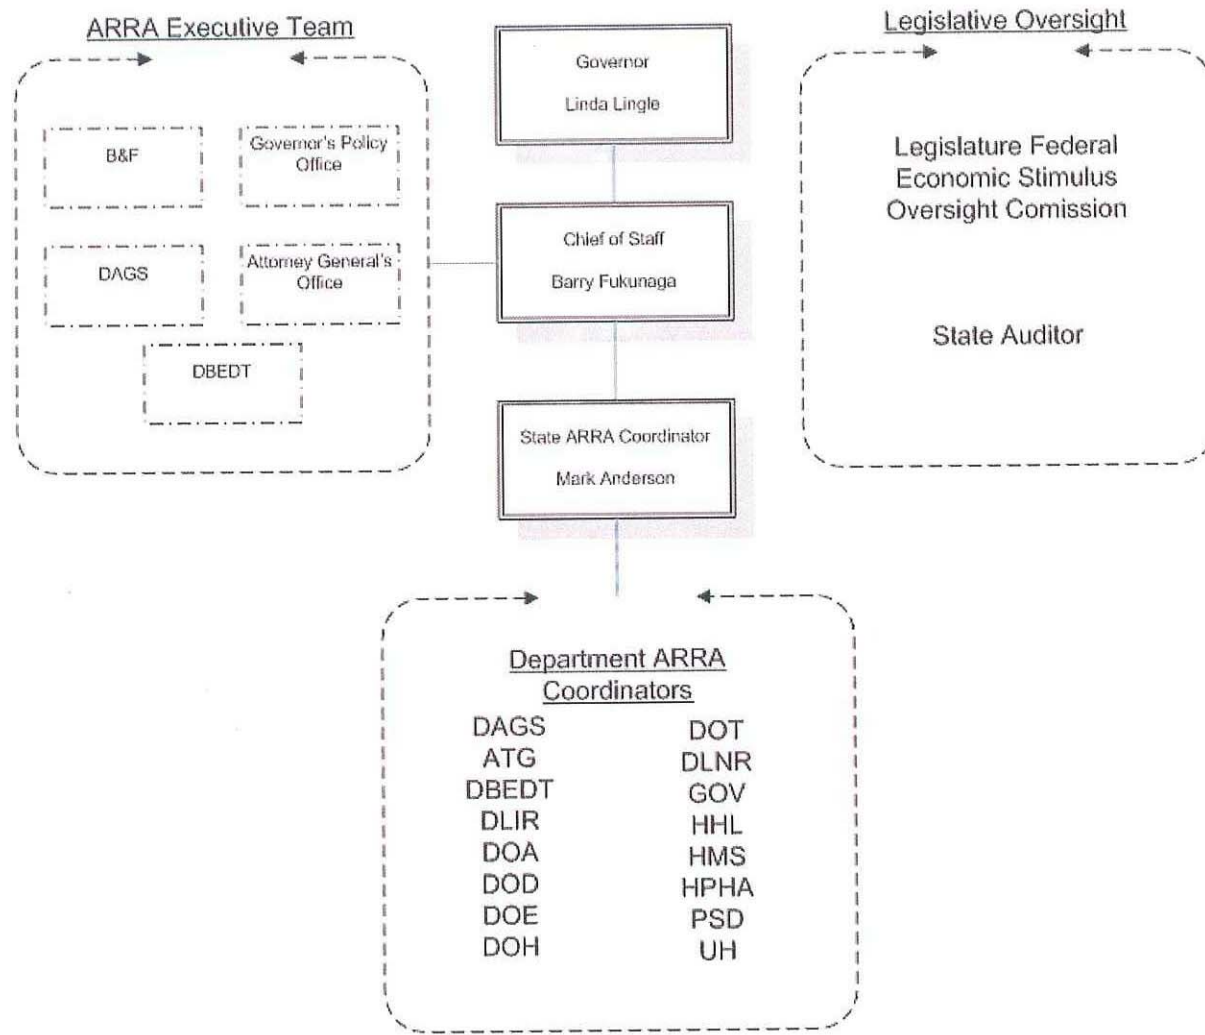 ARRA Executive Team
B&F
Governor's Policy
Office
DAGS
Attorney General's
Office
DBEDT
Governor
Linda Lingle
Chief of Staff
Barry Fukunaga
State ARRA Coordinator
Mark Anderson
Legislative Oversight
Legislature Federal
Economic Stimulus
Oversight Comission
State Auditor
Department ARRA
Coordinators
DAGS
ATG
DBEDT
DLIR
DOA
DOD
DOE
DOH
DOT
DLNR
GOV
HHL
HMS
HPHA
PSD
UH